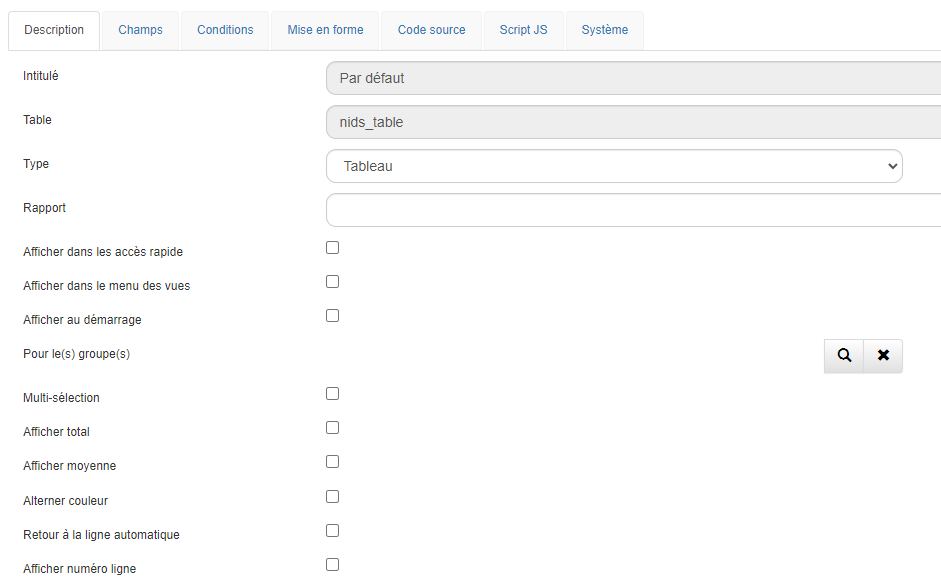 Description Champs Conditions Mise en forme Code source Script JS Système
Intitulé Par défaut
Table nids_table
Type Tableau
Rapport
Afficher dans les accès rapide
Afficher dans le menu des vues
Afficher au démarrage
Pour le(s) groupe(s)
Multi-sélection
Afficher total
Afficher moyenne
Alterner couleur
Retour à la ligne automatique
Afficher numéro ligne